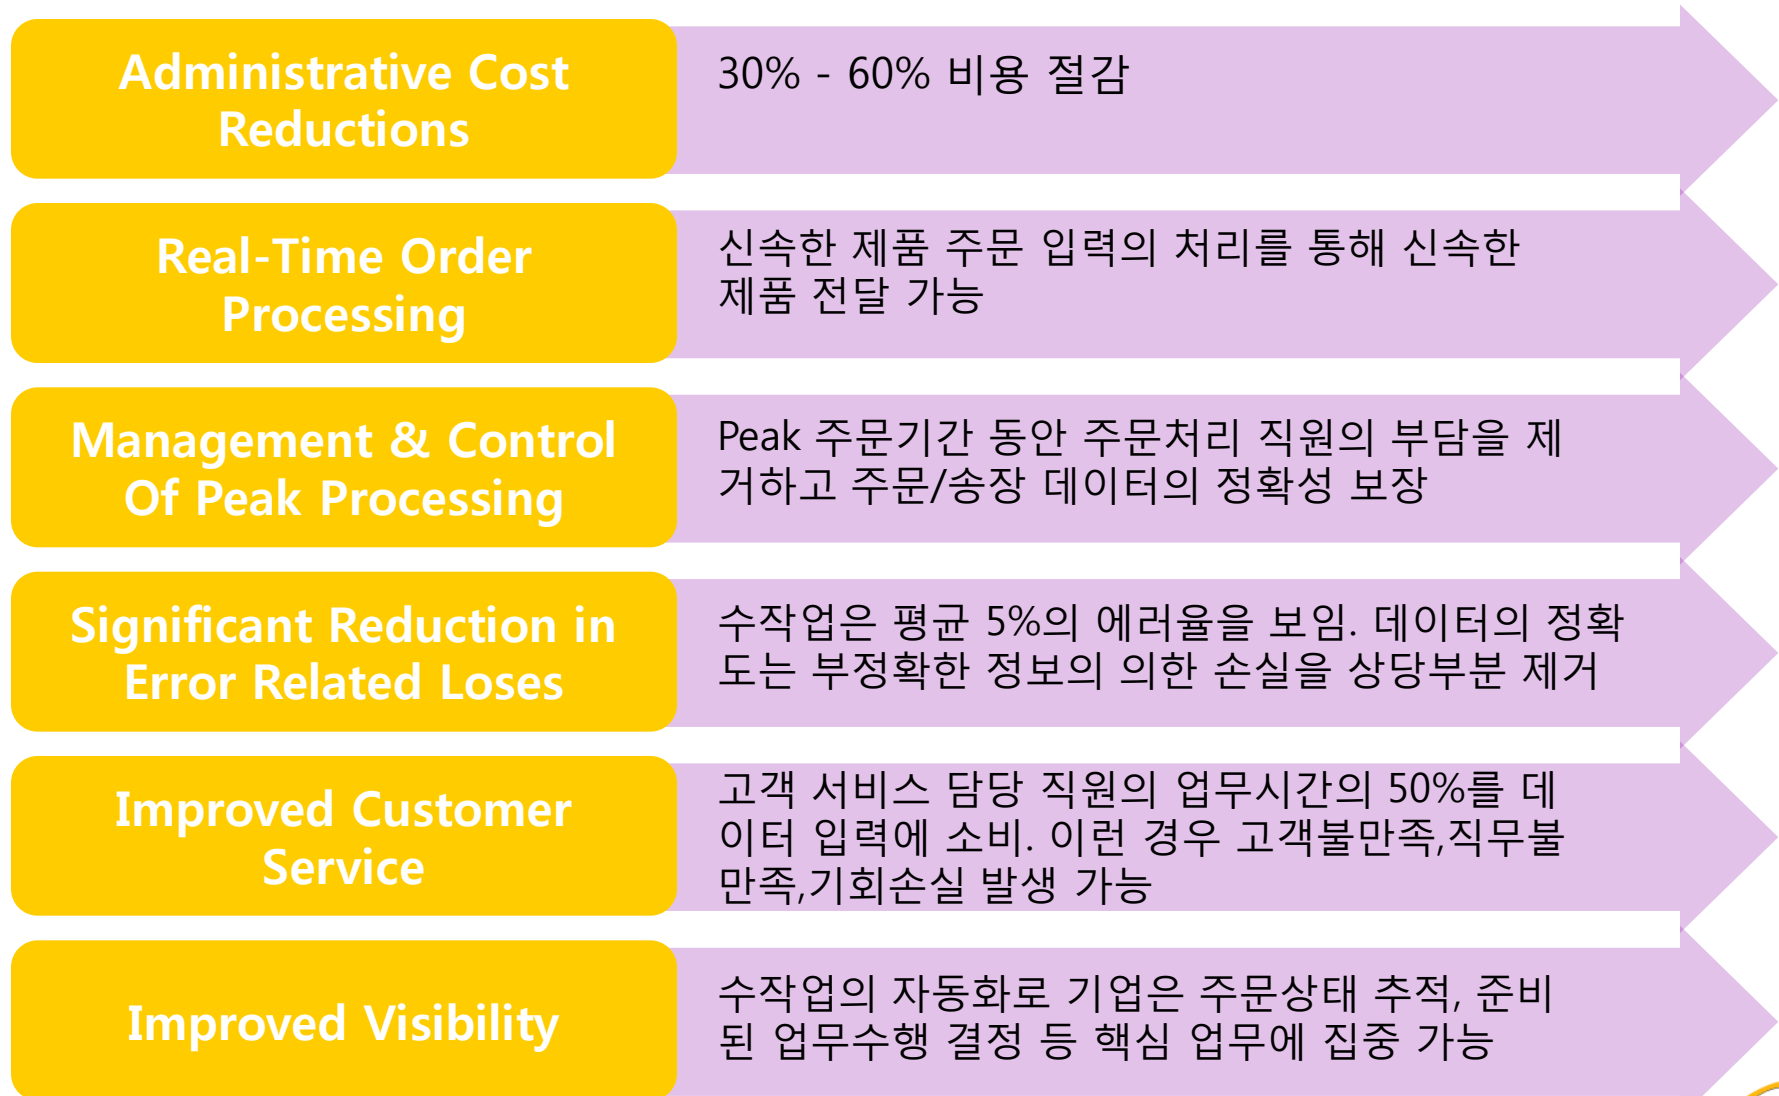 Administrative Cost
Reductions
30% - 60% 비용 절감
Real-Time Order
Processing
신속한 제품 주문 입력의 처리를 통해 신속한
제품 전달 가능
Management & Control
Of Peak Processing
Peak 주문기간 동안 주문처리 직원의 부담을 제
거하고 주문/송장 데이터의 정확성 보장
Significant Reduction in
Error Related Loses
수작업은 평균 5%의 에러율을 보임. 데이터의 정확
도는 부정확한 정보의 의한 손실을 상당부분 제거
Improved Customer
Service
고객 서비스 담당 직원의 업무시간의 50%를 데
이터 입력에 소비. 이런 경우 고객불만족,직무불
만족,기회손실 발생 가능
Improved Visibility
수작업의 자동화로 기업은 주문상태 추적, 준비
된 업무수행 결정 등 핵심 업무에 집중 가능